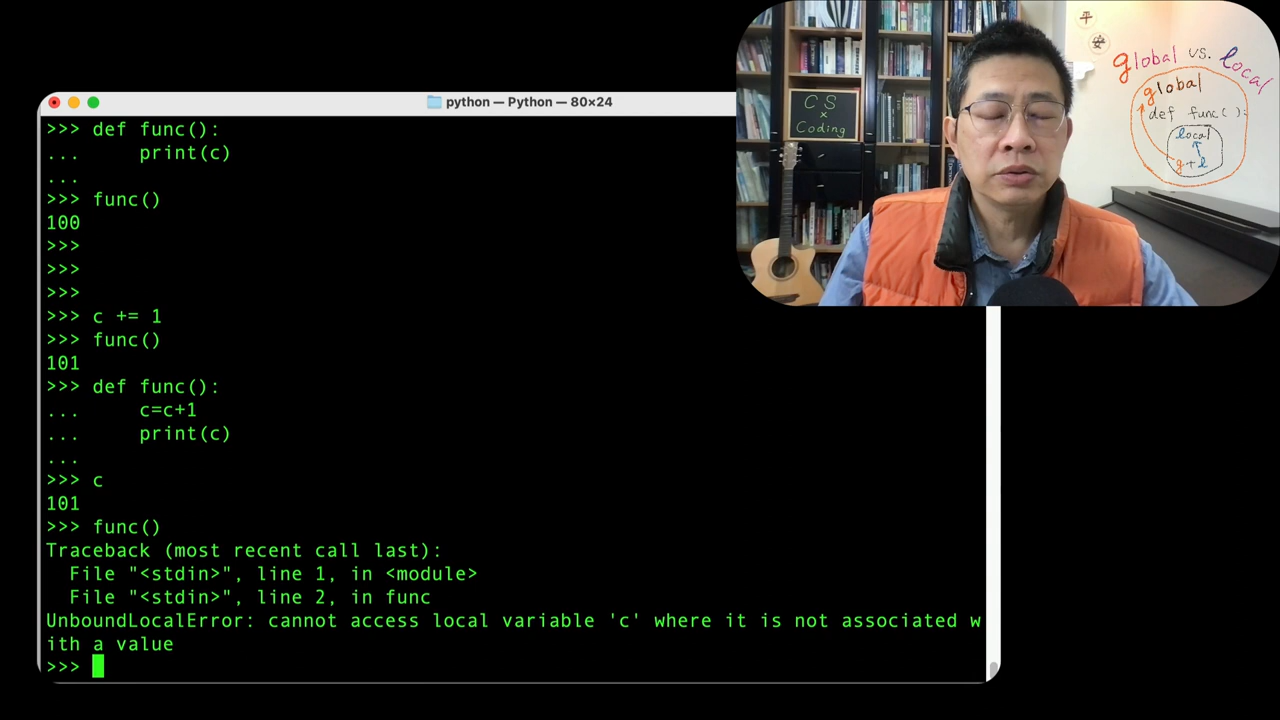 python — Python — 80×24
>>> def func():
...     print(c)
...
>>> func()
100
>>>
>>>
>>>
>>> c += 1
>>> func()
101
>>> def func():
...     c=c+1
...     print(c)
...
>>> c
101
>>> func()
Traceback (most recent call last):
  File "<stdin>", line 1, in <module>
  File "<stdin>", line 2, in func
UnboundLocalError: cannot access local variable 'c' where it is not associated w
ith a value
>>>
CS
×
Coding
平
安
global vs. local
global
def func():
local
g+l